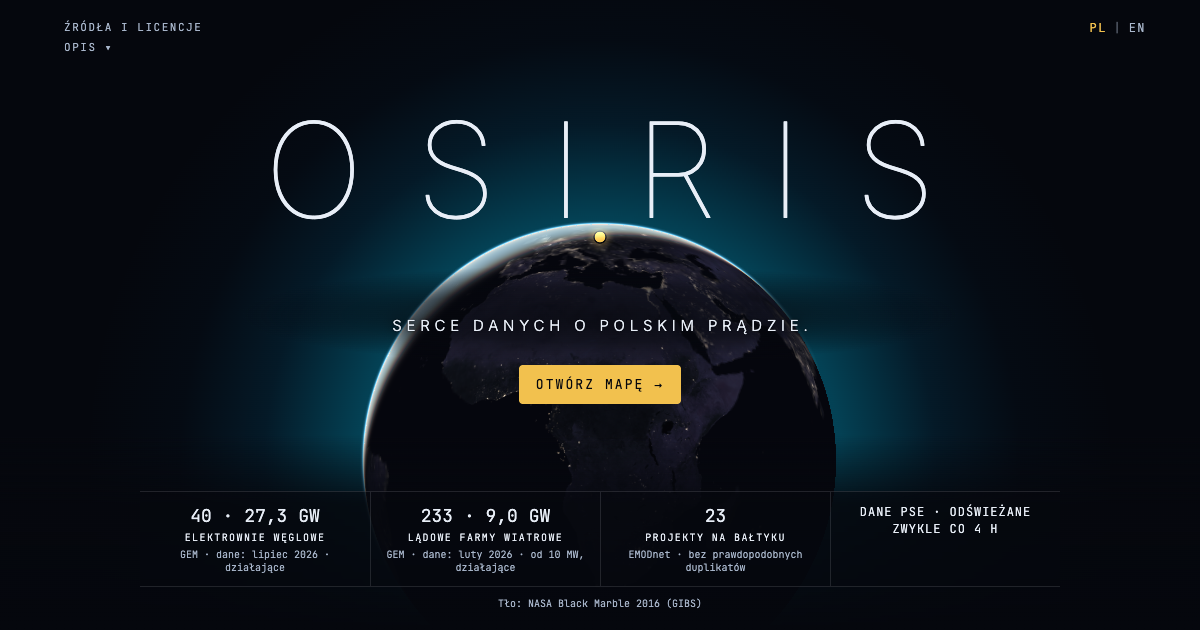 ŹRÓDŁA I LICENCJE
OPIS ▾
PL | EN
OSIRIS
SERCE DANYCH O POLSKIM PRĄDZIE.
OTWÓRZ MAPĘ →
40 · 27,3 GW
ELEKTROWNIE WĘGLOWE
GEM · dane: lipiec 2026 ·
działające
233 · 9,0 GW
LĄDOWE FARMY WIATROWE
GEM · dane: luty 2026 · od 10 MW,
działające
23
PROJEKTY NA BAŁTYKU
EMODnet · bez prawdopodobnych
duplikatów
DANE PSE · ODŚWIEŻANE
ZWYKLE CO 4 H
Tło: NASA Black Marble 2016 (GIBS)